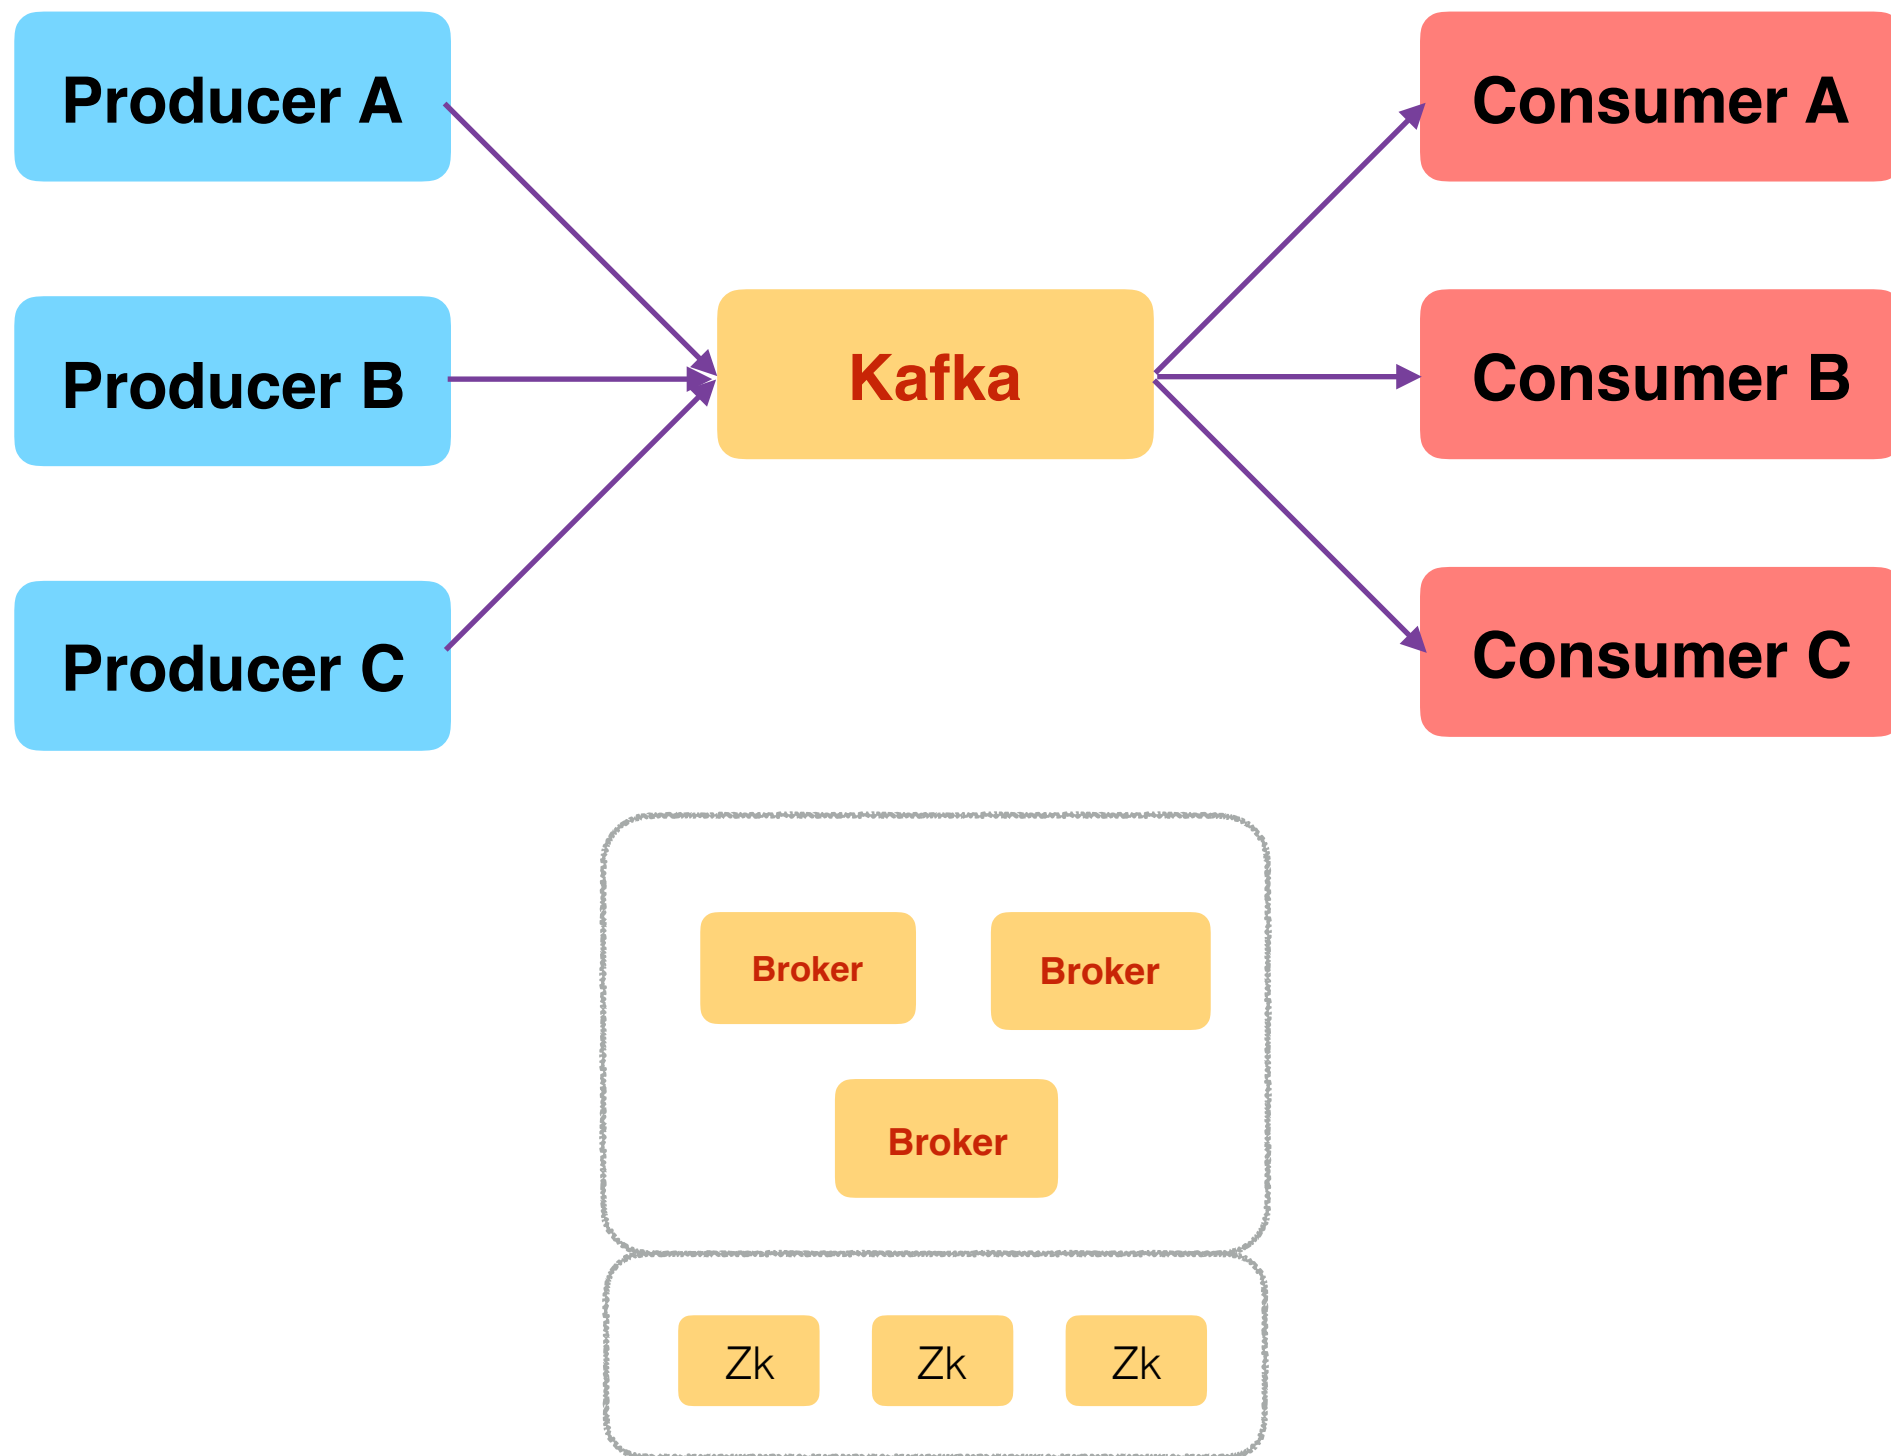 Producer A
Consumer A
Producer B
Kafka
Consumer B
Producer C
Consumer C
Broker
Broker
Broker
Zk
Zk
Zk